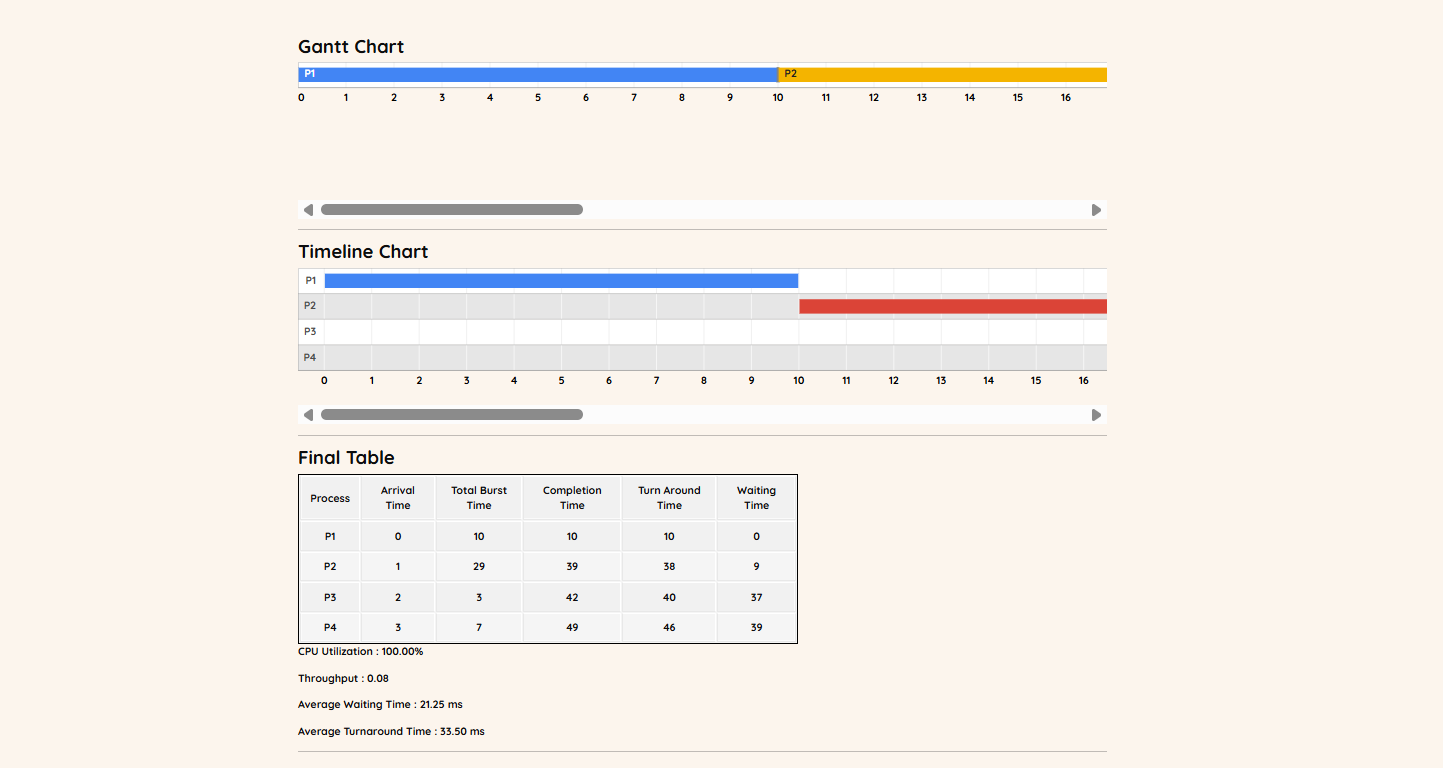 Gantt Chart
P1 P2
0 1 2 3 4 5 6 7 8 9 10 11 12 13 14 15 16
Timeline Chart
P1
P2
P3
P4
0 1 2 3 4 5 6 7 8 9 10 11 12 13 14 15 16
Final Table
Process Arrival Time Total Burst Time Completion Time Turn Around Time Waiting Time
P1 0 10 10 10 0
P2 1 29 39 38 9
P3 2 3 42 40 37
P4 3 7 49 46 39
CPU Utilization : 100.00%
Throughput : 0.08
Average Waiting Time : 21.25 ms
Average Turnaround Time : 33.50 ms